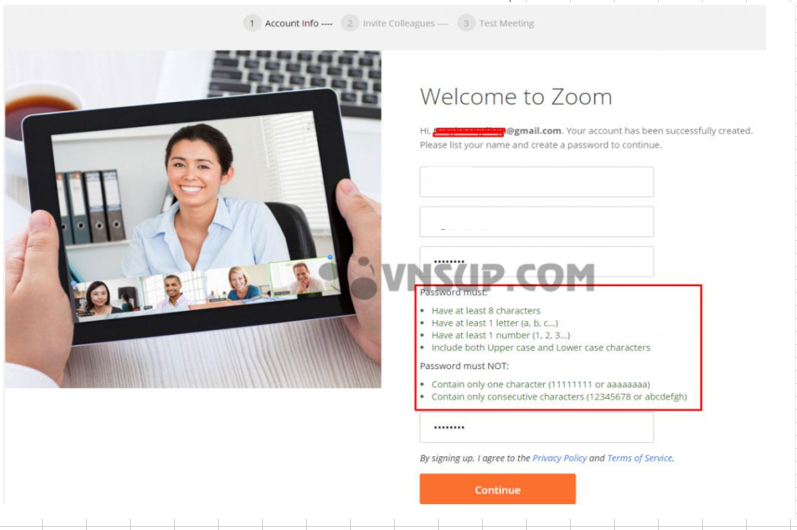 1 Account Info ---- 2 Invite Colleagues ---- 3 Test Meeting
Welcome to Zoom
Hi, @gmail.com. Your account has been successfully created.
Please list your name and create a password to continue.
••••••••
VNSUP.COM
Password must:
• Have at least 8 characters
• Have at least 1 letter (a, b, c...)
• Have at least 1 number (1, 2, 3...)
• Include both Upper case and Lower case characters
Password must NOT:
• Contain only one character (11111111 or aaaaaaaa)
• Contain only consecutive characters (12345678 or abcdefgh)
••••••••
By signing up, I agree to the Privacy Policy and Terms of Service.
Continue